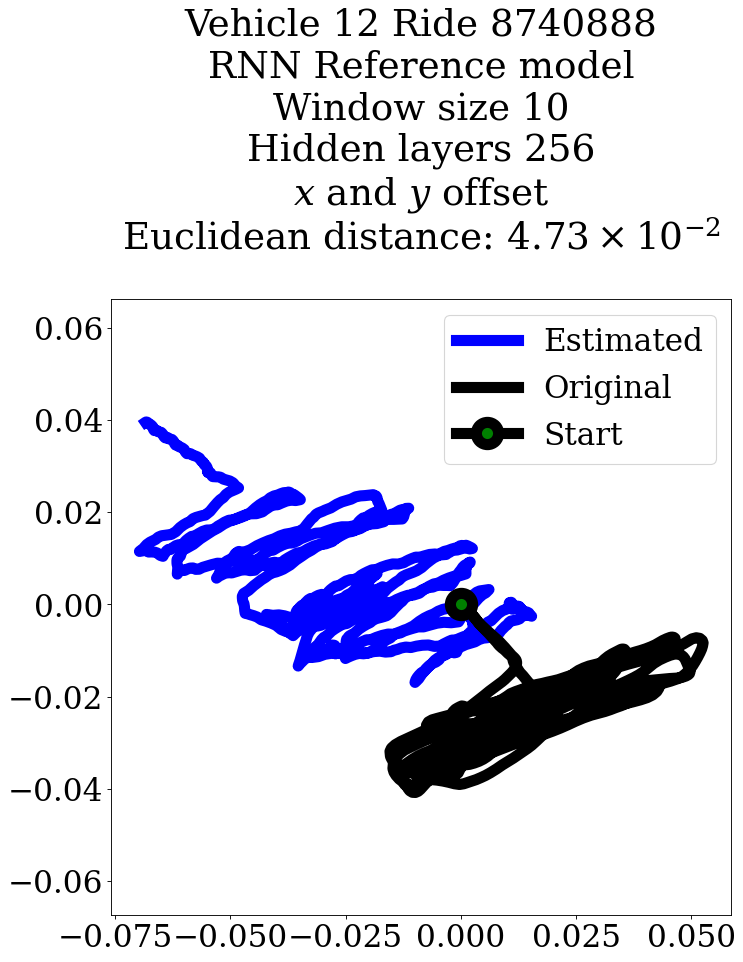 Vehicle 12 Ride 8740888
RNN Reference model
Window size 10
Hidden layers 256
x and y offset
Euclidean distance: 4.73 × 10⁻²
Estimated
Original
Start
0.06
0.04
0.02
0.00
−0.02
−0.04
−0.06
−0.075 −0.050 −0.025 0.000 0.025 0.050